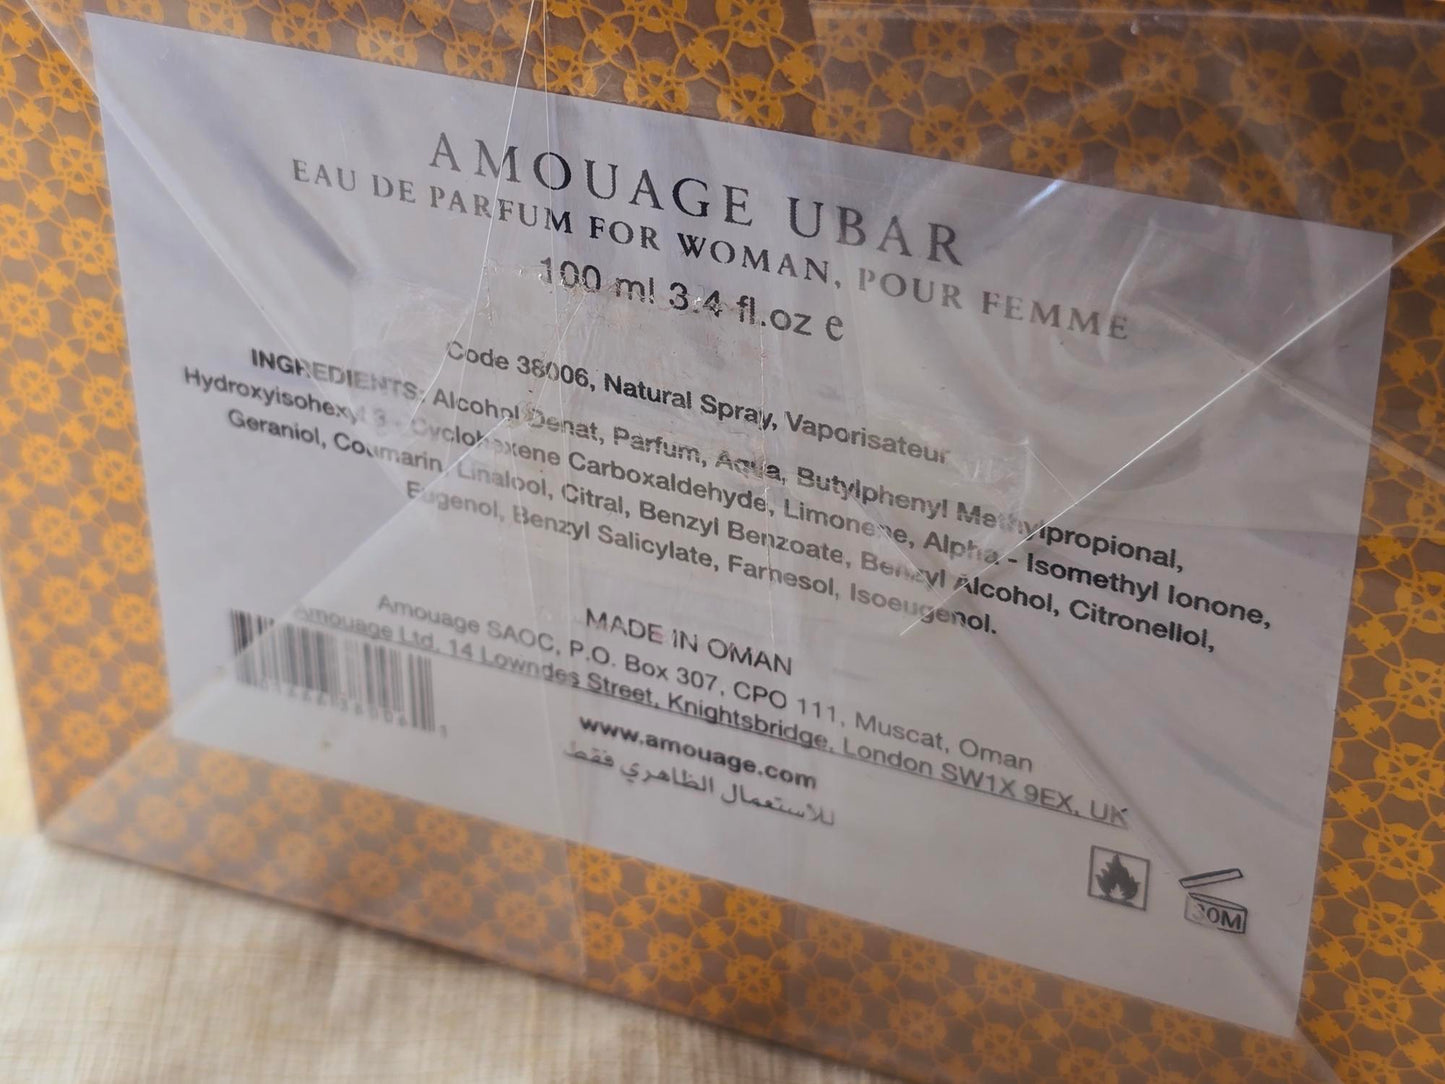 AMOUAGE UBAR
EAU DE PARFUM FOR WOMAN, POUR FEMME
100 ml 3.4 fl.oz e
Code 38006, Natural Spray, Vaporisateur
INGREDIENTS: Alcohol Denat, Parfum, Aqua, Butylphenyl Methylpropional,
Hydroxyisohexyl 3 - Cyclohexene Carboxaldehyde, Limonene, Alpha - Isomethyl Ionone,
Geraniol, Coumarin, Linalool, Citral, Benzyl Benzoate, Benzyl Alcohol, Citronellol,
Eugenol, Benzyl Salicylate, Farnesol, Isoeugenol.
MADE IN OMAN
Amouage SAOC, P.O. Box 307, CPO 111, Muscat, Oman
Amouage Ltd, 14 Lowndes Street, Knightsbridge, London SW1X 9EX, UK
www.amouage.com
للاستعمال الظاهري فقط
30M